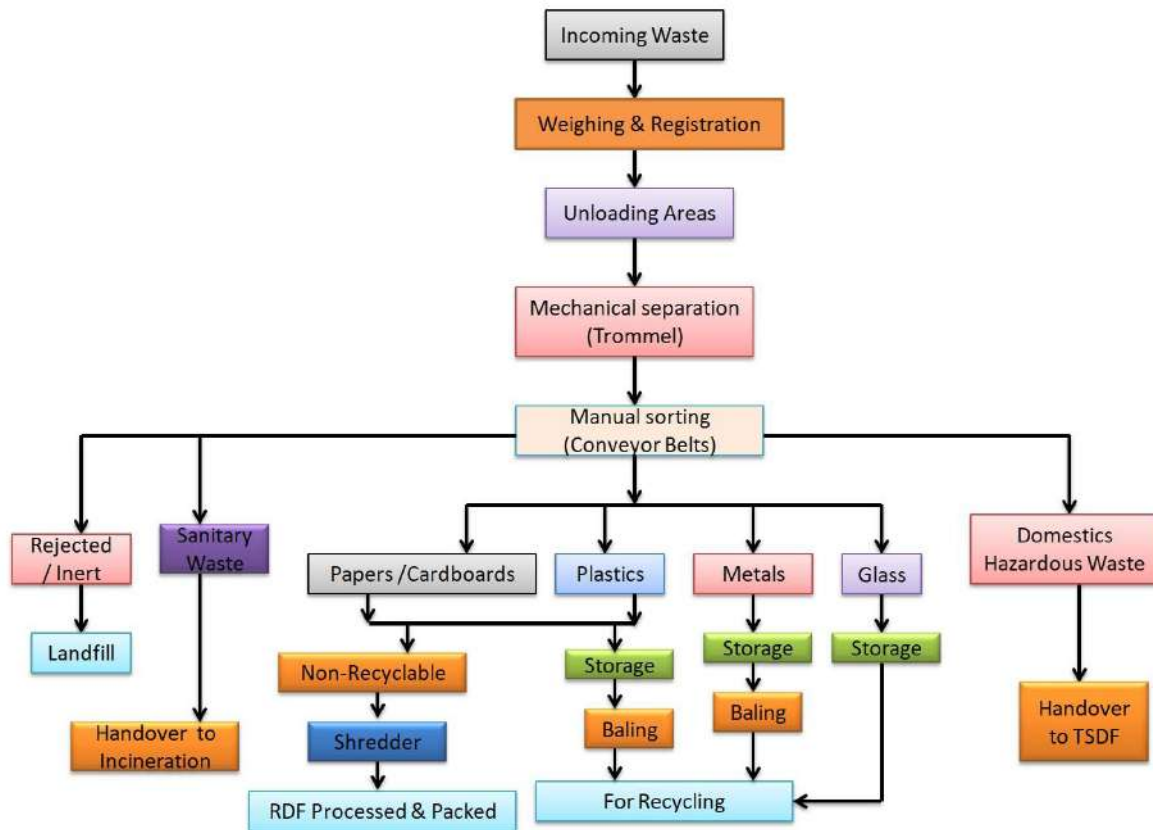 Incoming Waste
Weighing & Registration
Unloading Areas
Mechanical separation
(Trommel)
Manual sorting
(Conveyor Belts)
Rejected
/ Inert
Sanitary
Waste
Papers /Cardboards
Plastics
Metals
Glass
Domestics
Hazardous Waste
Landfill
Non-Recyclable
Storage
Storage
Storage
Handover to
Incineration
Shredder
Baling
Baling
Handover
to TSDF
RDF Processed & Packed
For Recycling